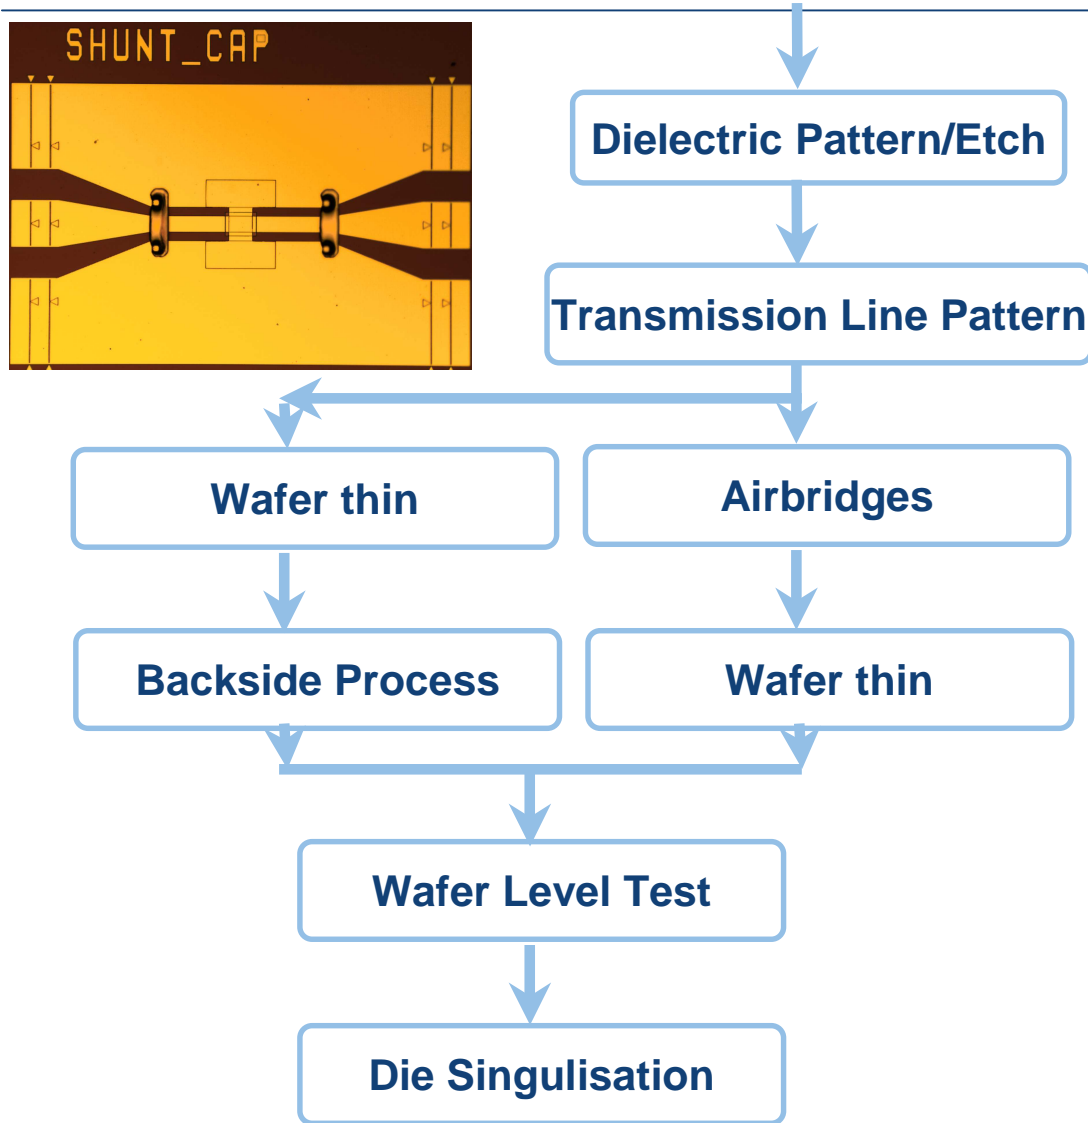 SHUNT_CAP
Dielectric Pattern/Etch
Transmission Line Pattern
Wafer thin
Airbridges
Backside Process
Wafer thin
Wafer Level Test
Die Singulisation